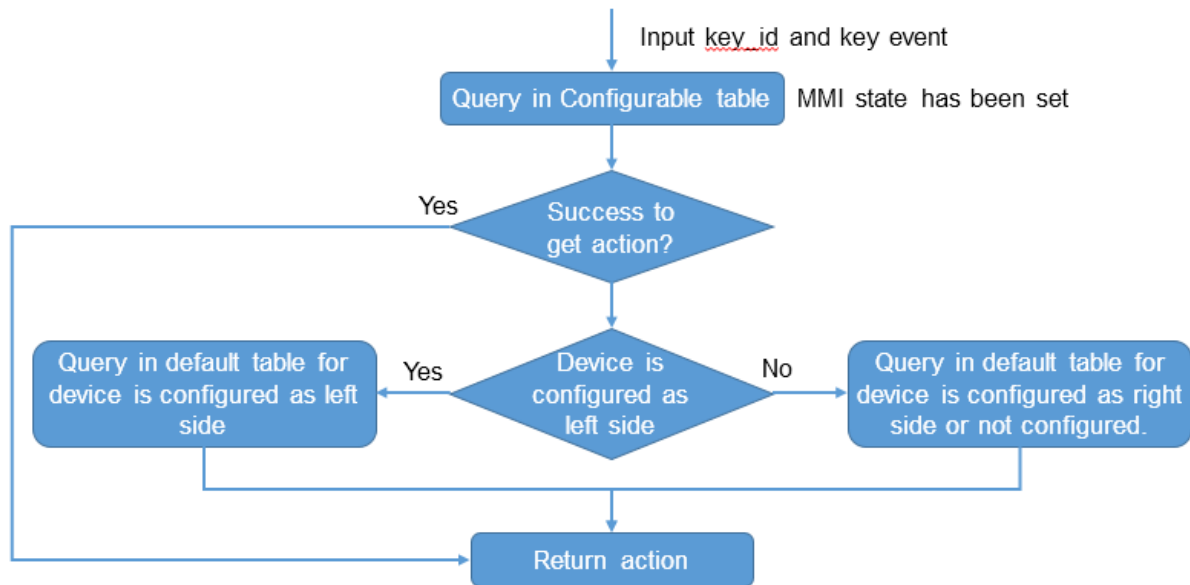 Input key_id and key event
Query in Configurable table
MMI state has been set
Yes
Success to
get action?
Query in default table for
device is configured as left
side
Yes
Device is
configured as
left side
No
Query in default table for
device is configured as right
side or not configured.
Return action